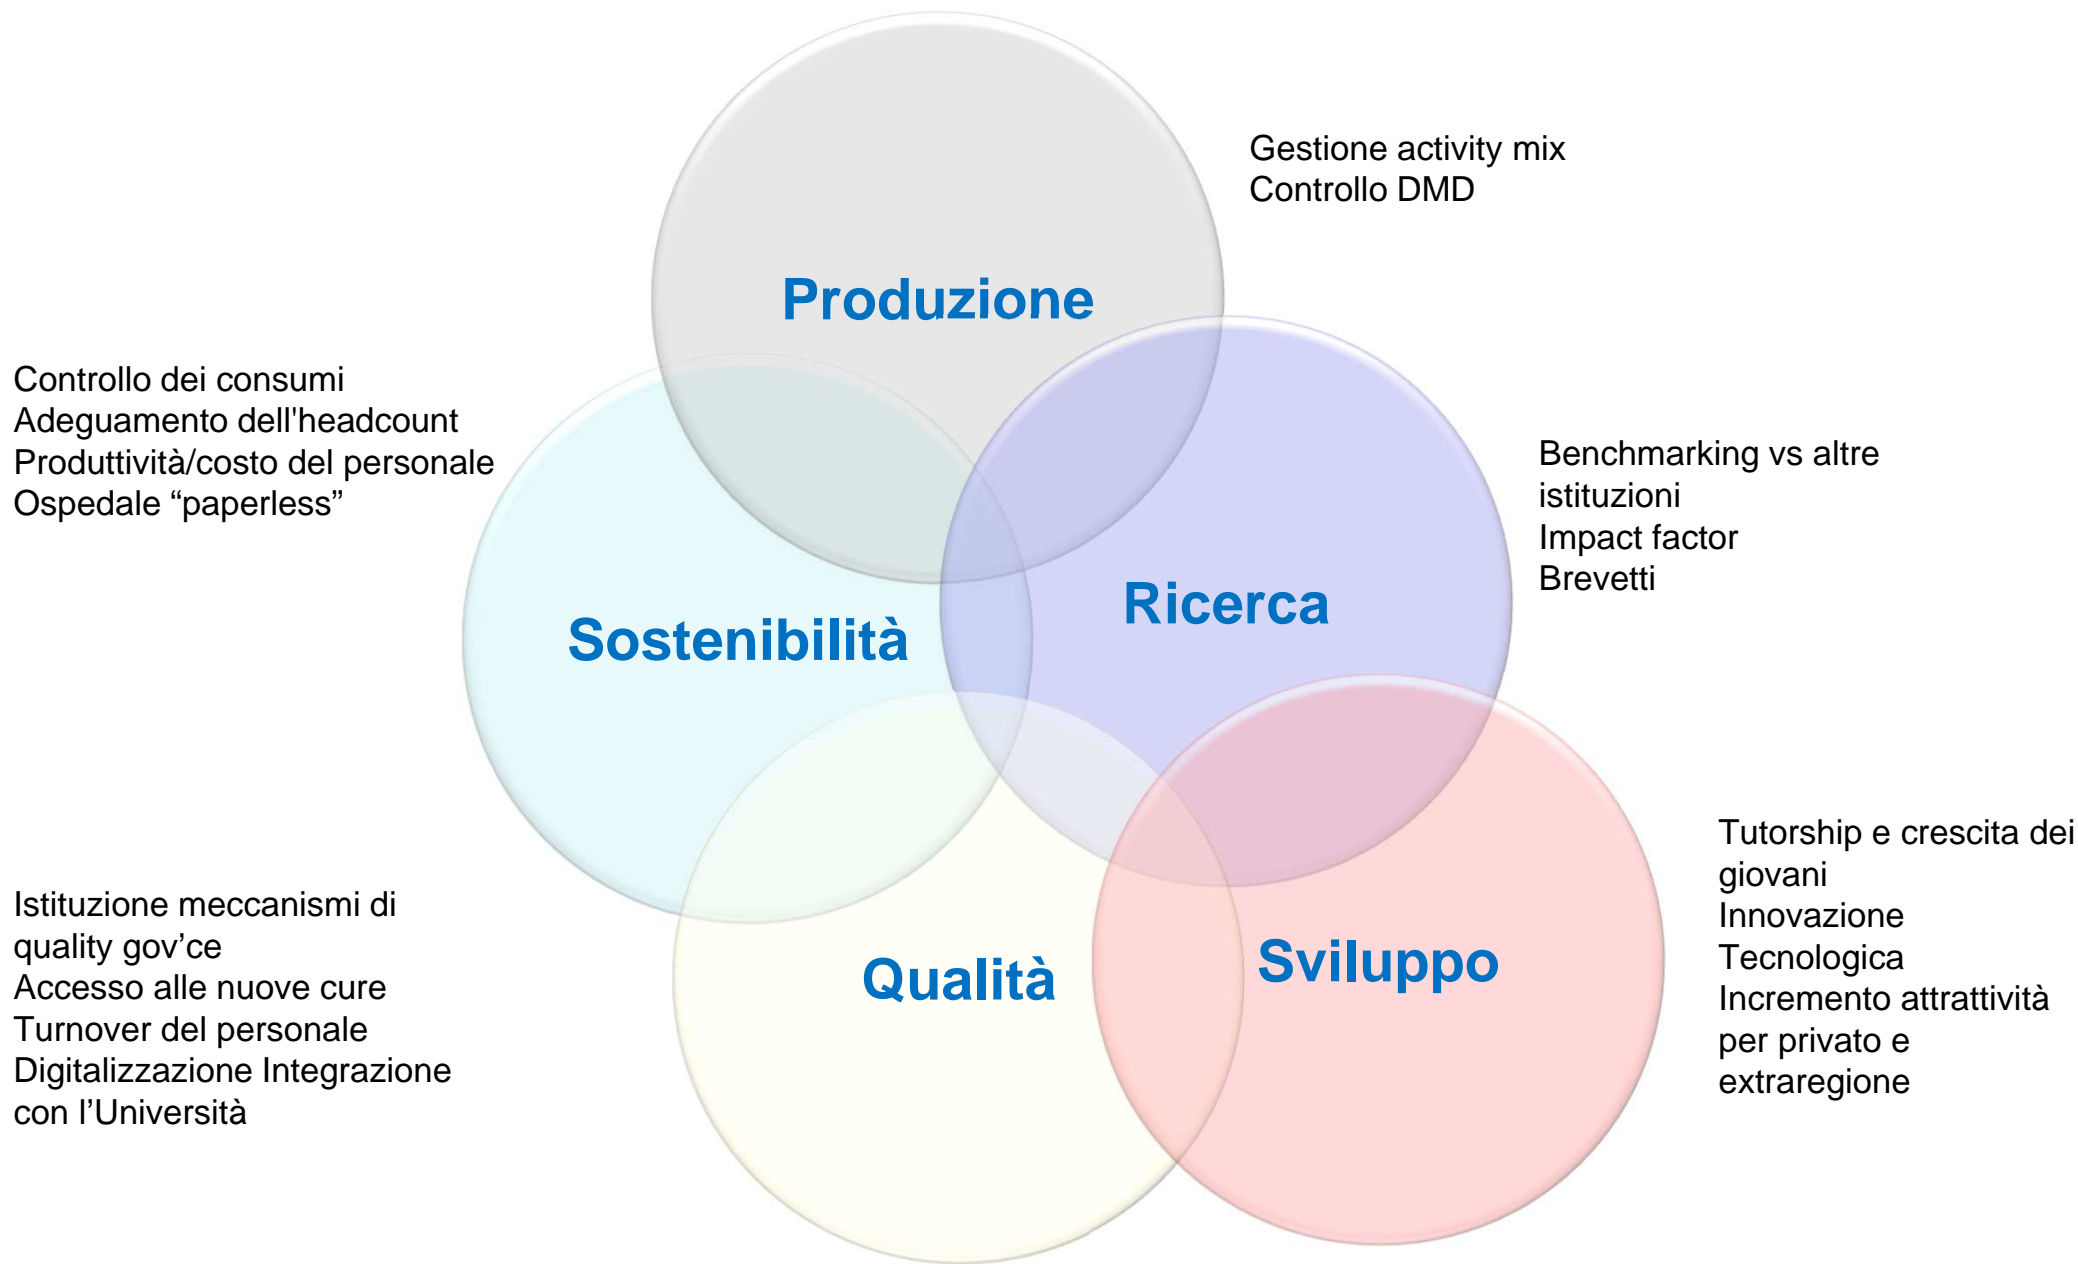 Gestione activity mix
Controllo DMD
Produzione
Controllo dei consumi
Adeguamento dell'headcount
Produttività/costo del personale
Ospedale “paperless”
Benchmarking vs altre
istituzioni
Impact factor
Brevetti
Ricerca
Sostenibilità
Tutorship e crescita dei
giovani
Innovazione
Tecnologica
Incremento attrattività
per privato e
extraregione
Istituzione meccanismi di
quality gov’ce
Accesso alle nuove cure
Turnover del personale
Digitalizzazione Integrazione
con l’Università
Qualità
Sviluppo